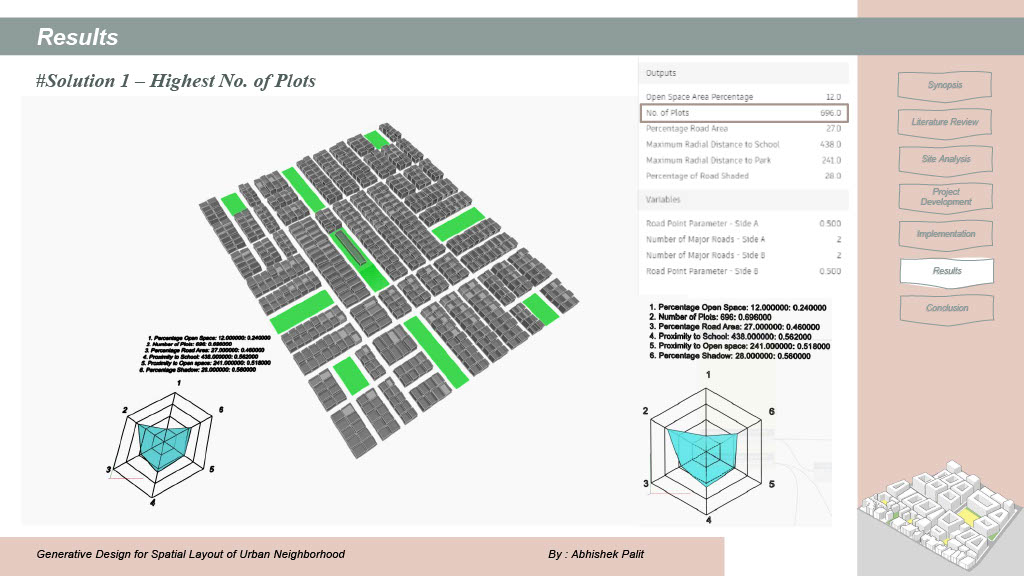 Results
#Solution 1 – Highest No. of Plots
Outputs
Open Space Area Percentage 12.0
No. of Plots 696.0
Percentage Road Area 27.0
Maximum Radial Distance to School 438.0
Maximum Radial Distance to Park 241.0
Percentage of Road Shaded 28.0
Variables
Road Point Parameter - Side A 0.500
Number of Major Roads - Side A 2
Number of Major Roads - Side B 2
Road Point Parameter - Side B 0.500
1. Percentage Open Space: 12.000000: 0.240000
2. Number of Plots: 696: 0.696000
3. Percentage Road Area: 27.000000: 0.460000
4. Proximity to School: 438.000000: 0.562000
5. Proximity to Open space: 241.000000: 0.518000
6. Percentage Shadow: 28.000000: 0.560000
1
2
6
3
5
4
1. Percentage Open Space: 12.000000: 0.240000
2. Number of Plots: 696: 0.696000
3. Percentage Road Area: 27.000000: 0.460000
4. Proximity to School: 438.000000: 0.562000
5. Proximity to Open space: 241.000000: 0.518000
6. Percentage Shadow: 28.000000: 0.560000
1
2
6
3
5
4
Synopsis
Literature Review
Site Analysis
Project
Development
Implementation
Results
Conclusion
Generative Design for Spatial Layout of Urban Neighborhood
By : Abhishek Palit